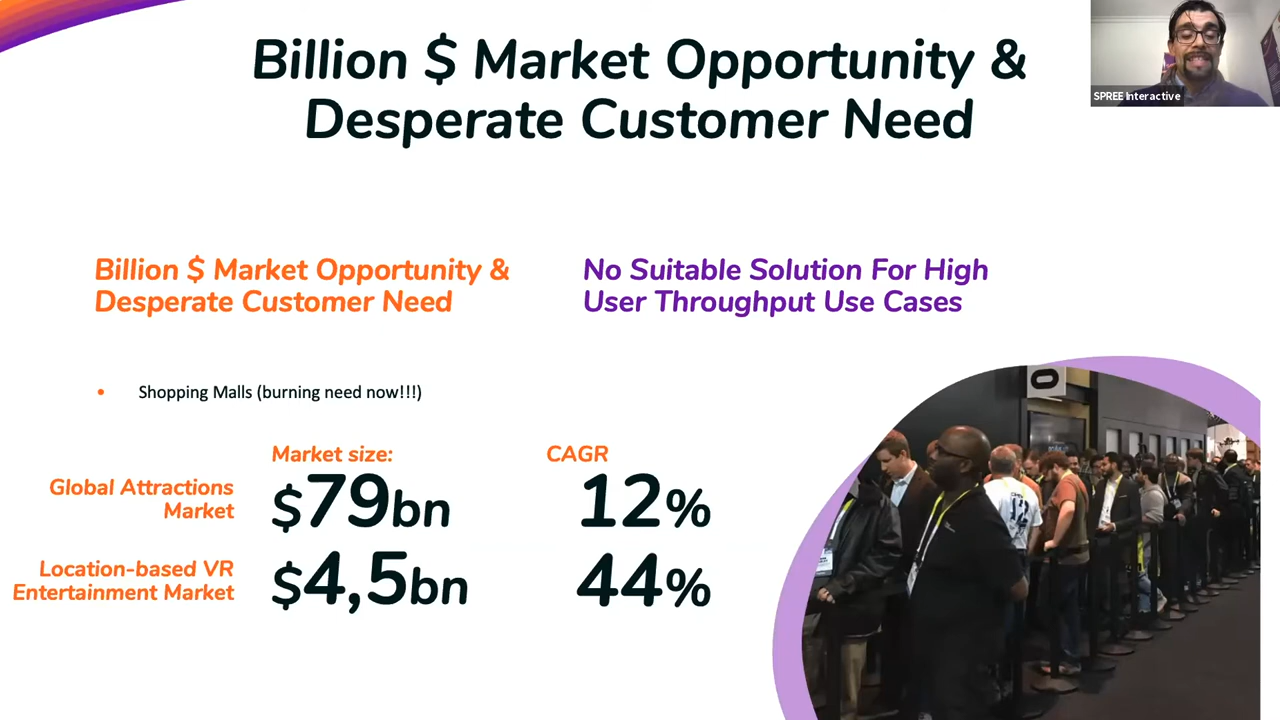 Billion $ Market Opportunity &
Desperate Customer Need
SPREE Interactive
Billion $ Market Opportunity &
Desperate Customer Need
No Suitable Solution For High
User Throughput Use Cases
• Shopping Malls (burning need now!!!)
Market size:
CAGR
Global Attractions
Market
$79bn
12%
Location-based VR
Entertainment Market
$4,5bn
44%
0
12